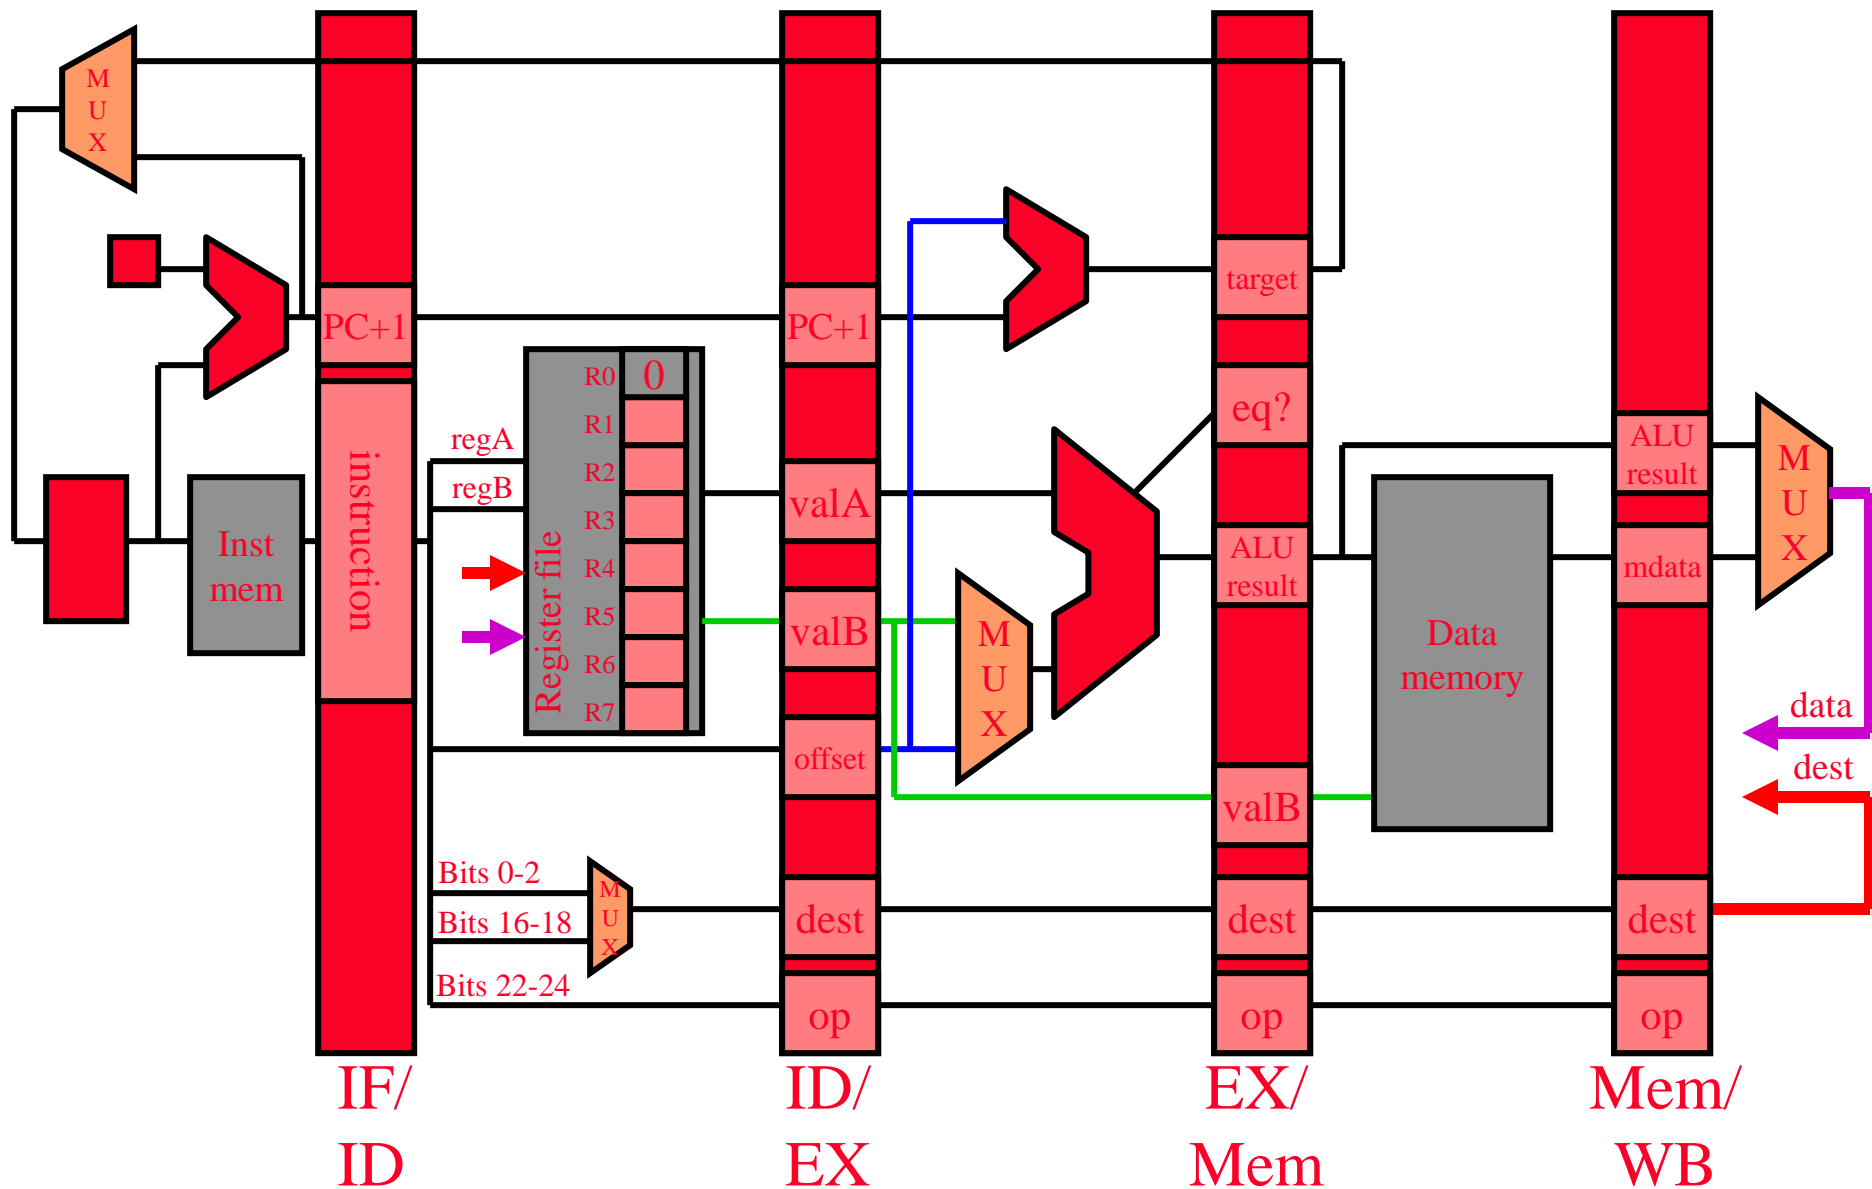 M
U
X
PC+1
instruction
Inst
mem
regA
regB
Register file
R0
0
R1
R2
R3
R4
R5
R6
R7
Bits 0-2
Bits 16-18
Bits 22-24
M
U
X
PC+1
valA
valB
offset
dest
op
M
U
X
target
eq?
ALU
result
valB
dest
op
Data
memory
ALU
result
mdata
dest
op
M
U
X
data
dest
IF/
ID
ID/
EX
EX/
Mem
Mem/
WB